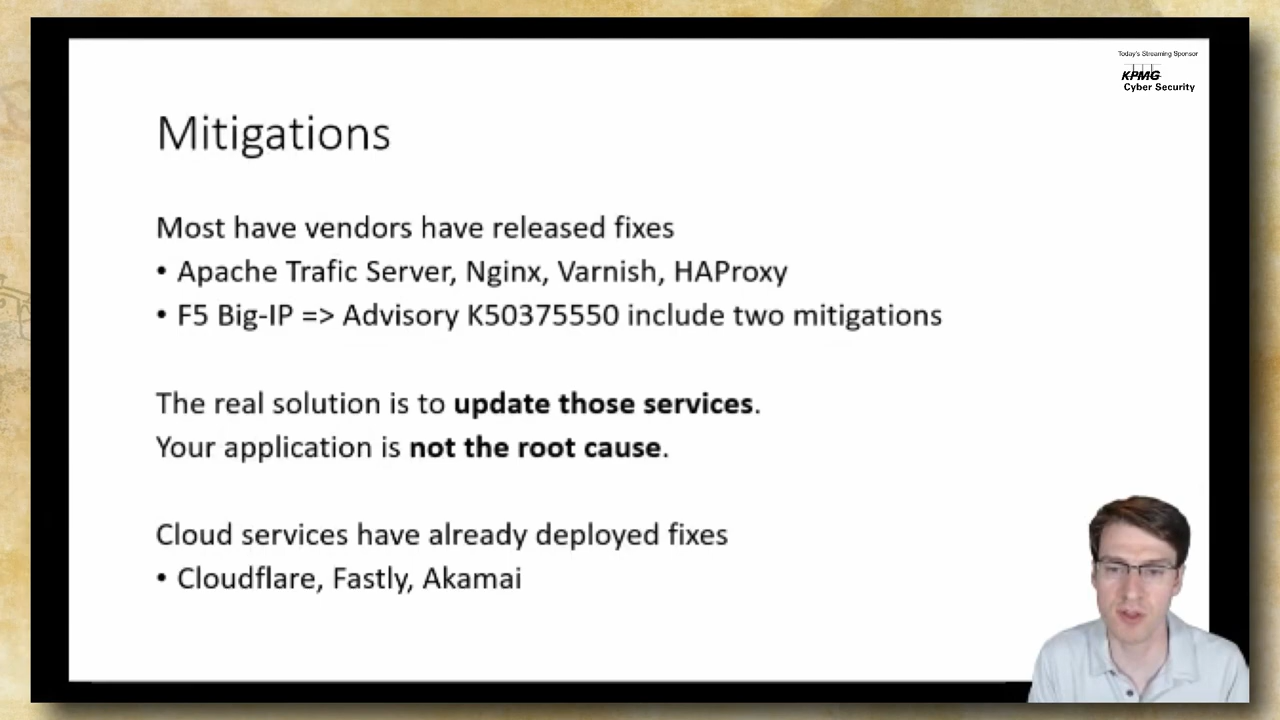 Today's Streaming Sponsor
KPMG
Cyber Security
Mitigations
Most have vendors have released fixes
• Apache Trafic Server, Nginx, Varnish, HAProxy
• F5 Big-IP => Advisory K50375550 include two mitigations
The real solution is to update those services.
Your application is not the root cause.
Cloud services have already deployed fixes
• Cloudflare, Fastly, Akamai